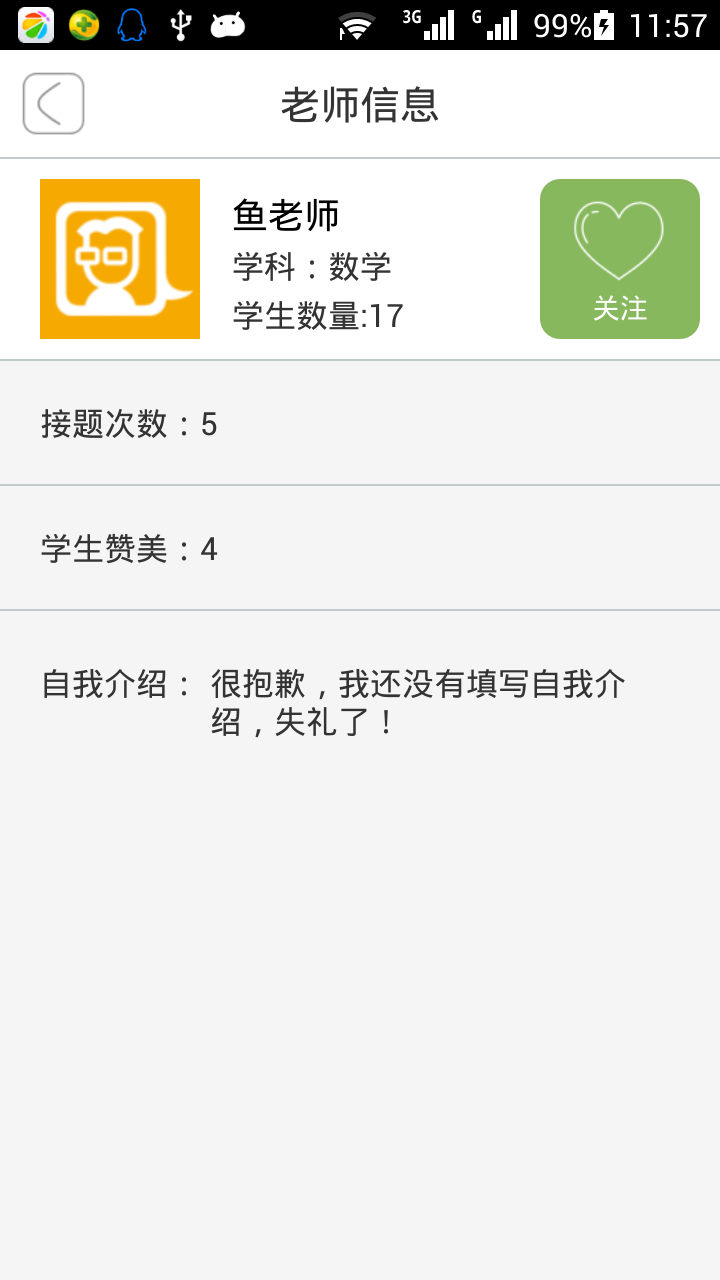 3G G 99% 11:57
老师信息
鱼老师
学科：数学
学生数量:17
关注
接题次数：5
学生赞美：4
自我介绍： 很抱歉，我还没有填写自我介
绍，失礼了！